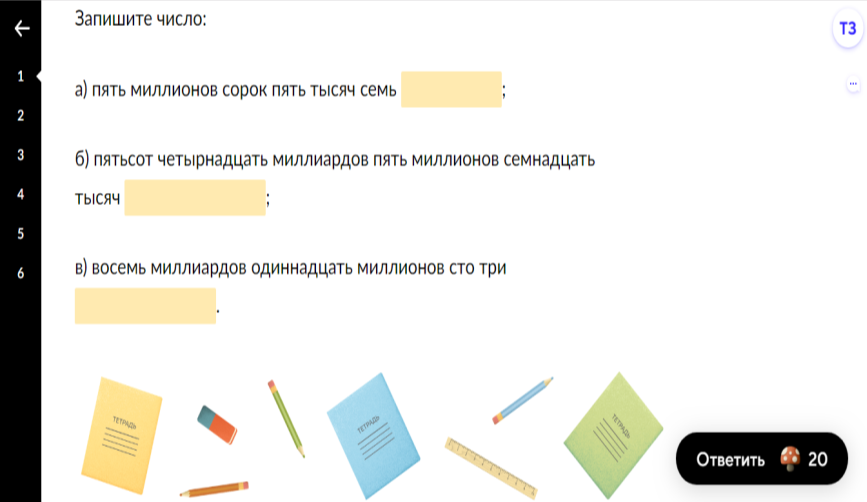 Запишите число:
ТЗ
1
а) пять миллионов сорок пять тысяч семь ;
2
3
б) пятьсот четырнадцать миллиардов пять миллионов семнадцать
4
тысяч ;
5
6
в) восемь миллиардов одиннадцать миллионов сто три
.
ТЕТРАДЬ
ТЕТРАДЬ
ТЕТРАДЬ
Ответить 20